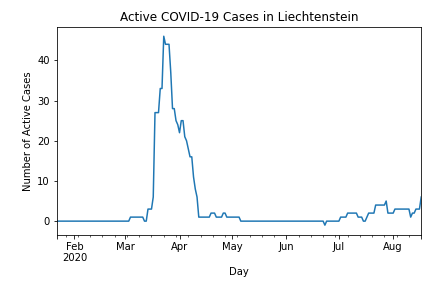 Active COVID-19 Cases in Liechtenstein
Number of Active Cases
40
30
20
10
0
Feb Mar Apr May Jun Jul Aug
2020
Day